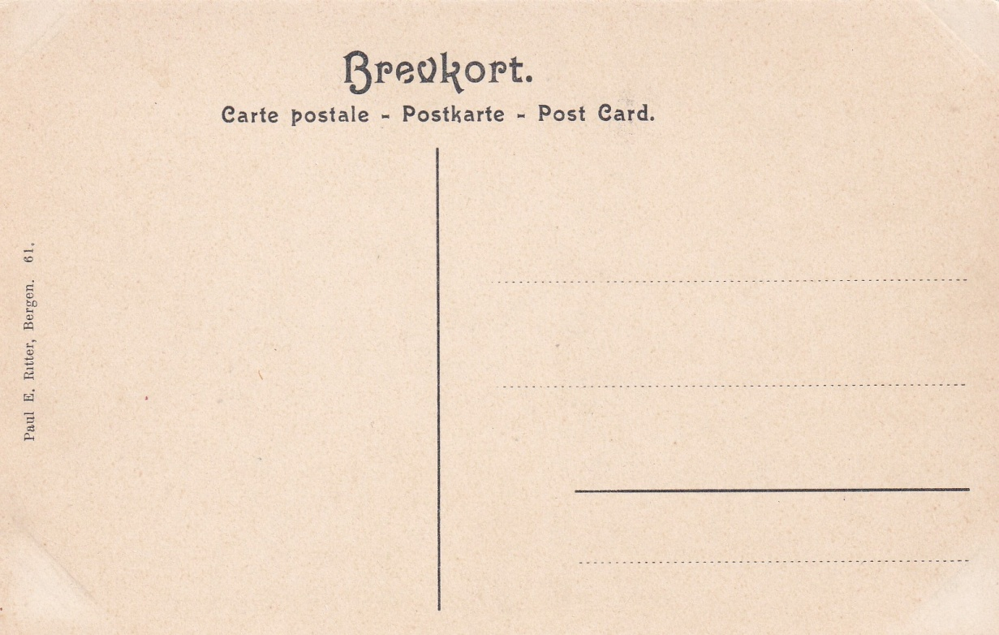 Brevkort.
Carte postale - Postkarte - Post Card.
Paul E. Ritter, Bergen. 61.